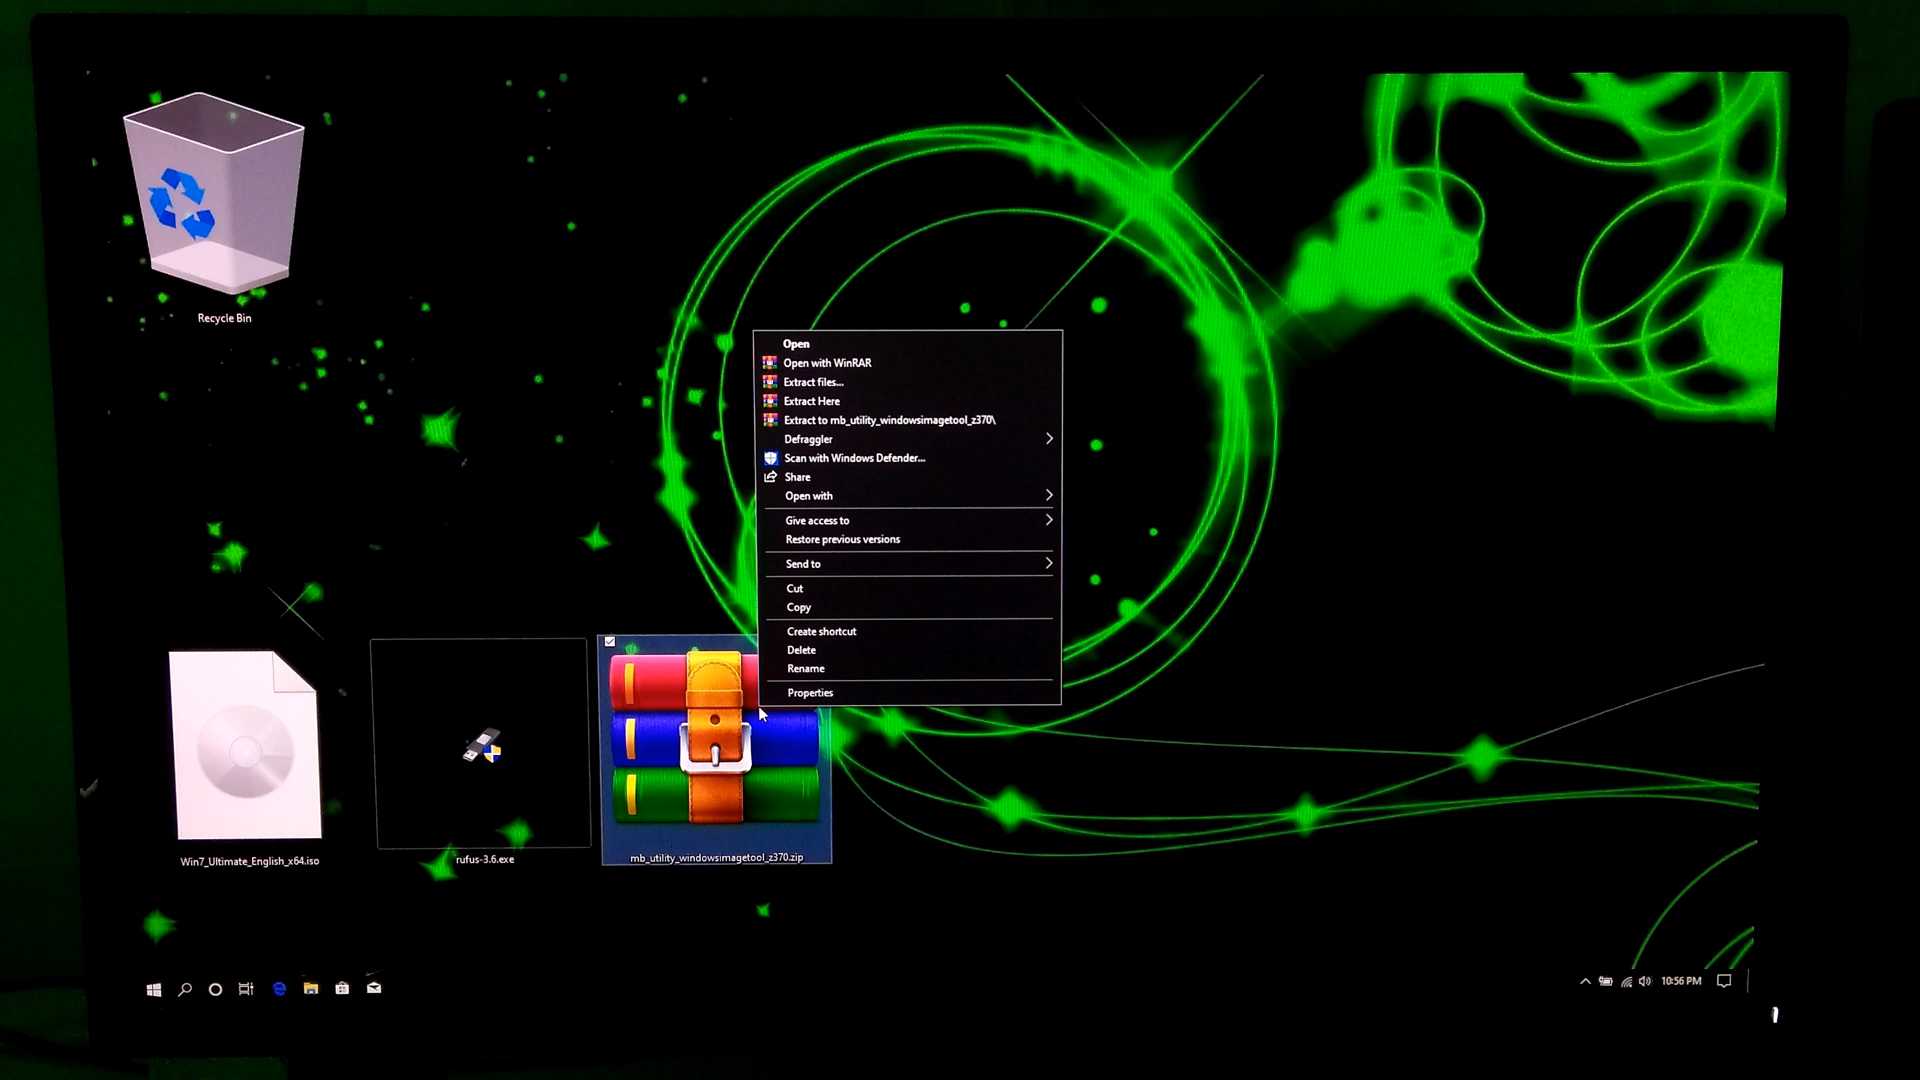 Recycle Bin
Open
Open with WinRAR
Extract files...
Extract Here
Extract to mb_utility_windowsimagetool_z370\
Defraggler
Scan with Windows Defender...
Share
Open with
Give access to
Restore previous versions
Send to
Cut
Copy
Create shortcut
Delete
Rename
Properties
Win7_Ultimate_English_x64.iso
rufus-3.6.exe
mb_utility_windowsimagetool_z370.zip
10:56 PM